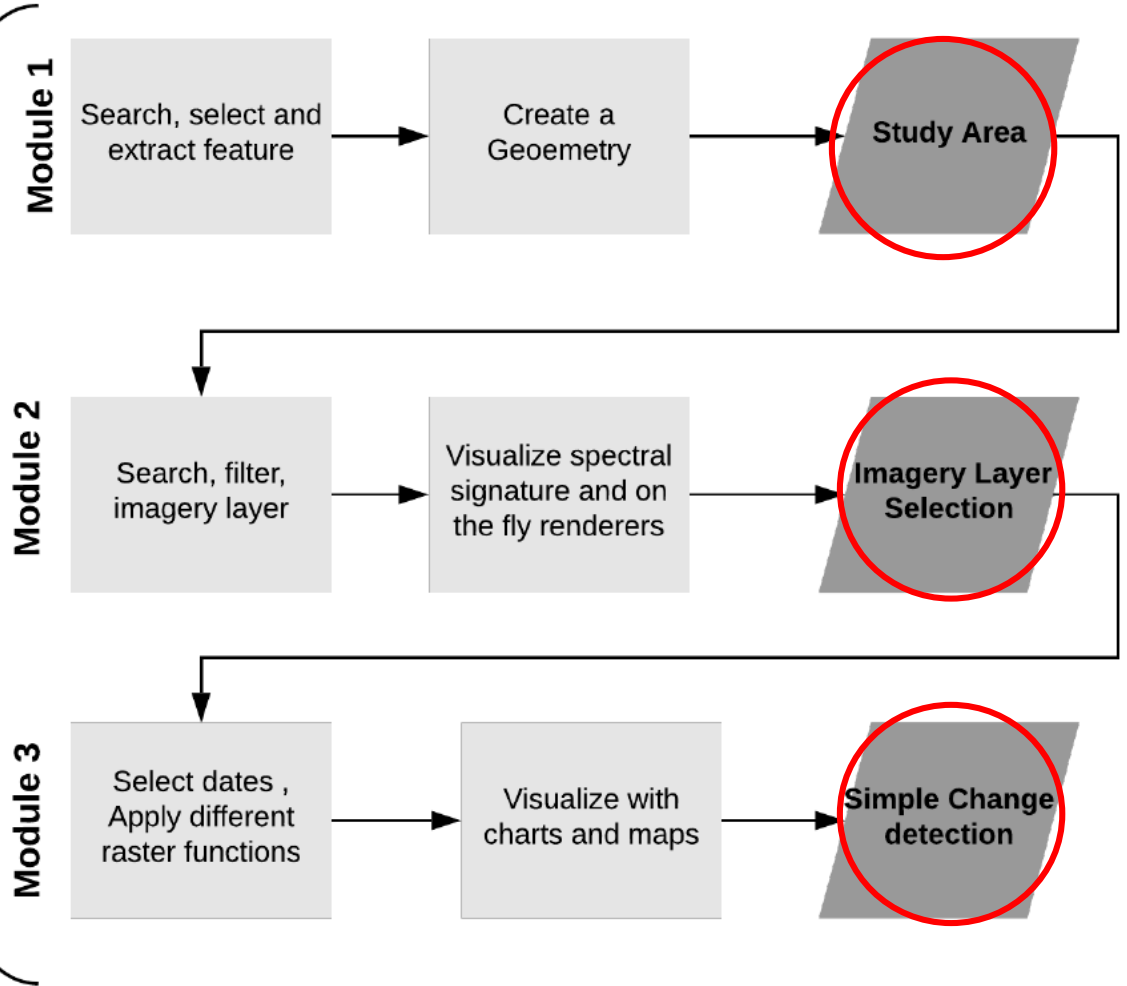 Module 1
Search, select and
extract feature
Create a
Geoemetry
Study Area
Module 2
Search, filter,
imagery layer
Visualize spectral
signature and on
the fly renderers
Imagery Layer
Selection
Module 3
Select dates ,
Apply different
raster functions
Visualize with
charts and maps
Simple Change
detection